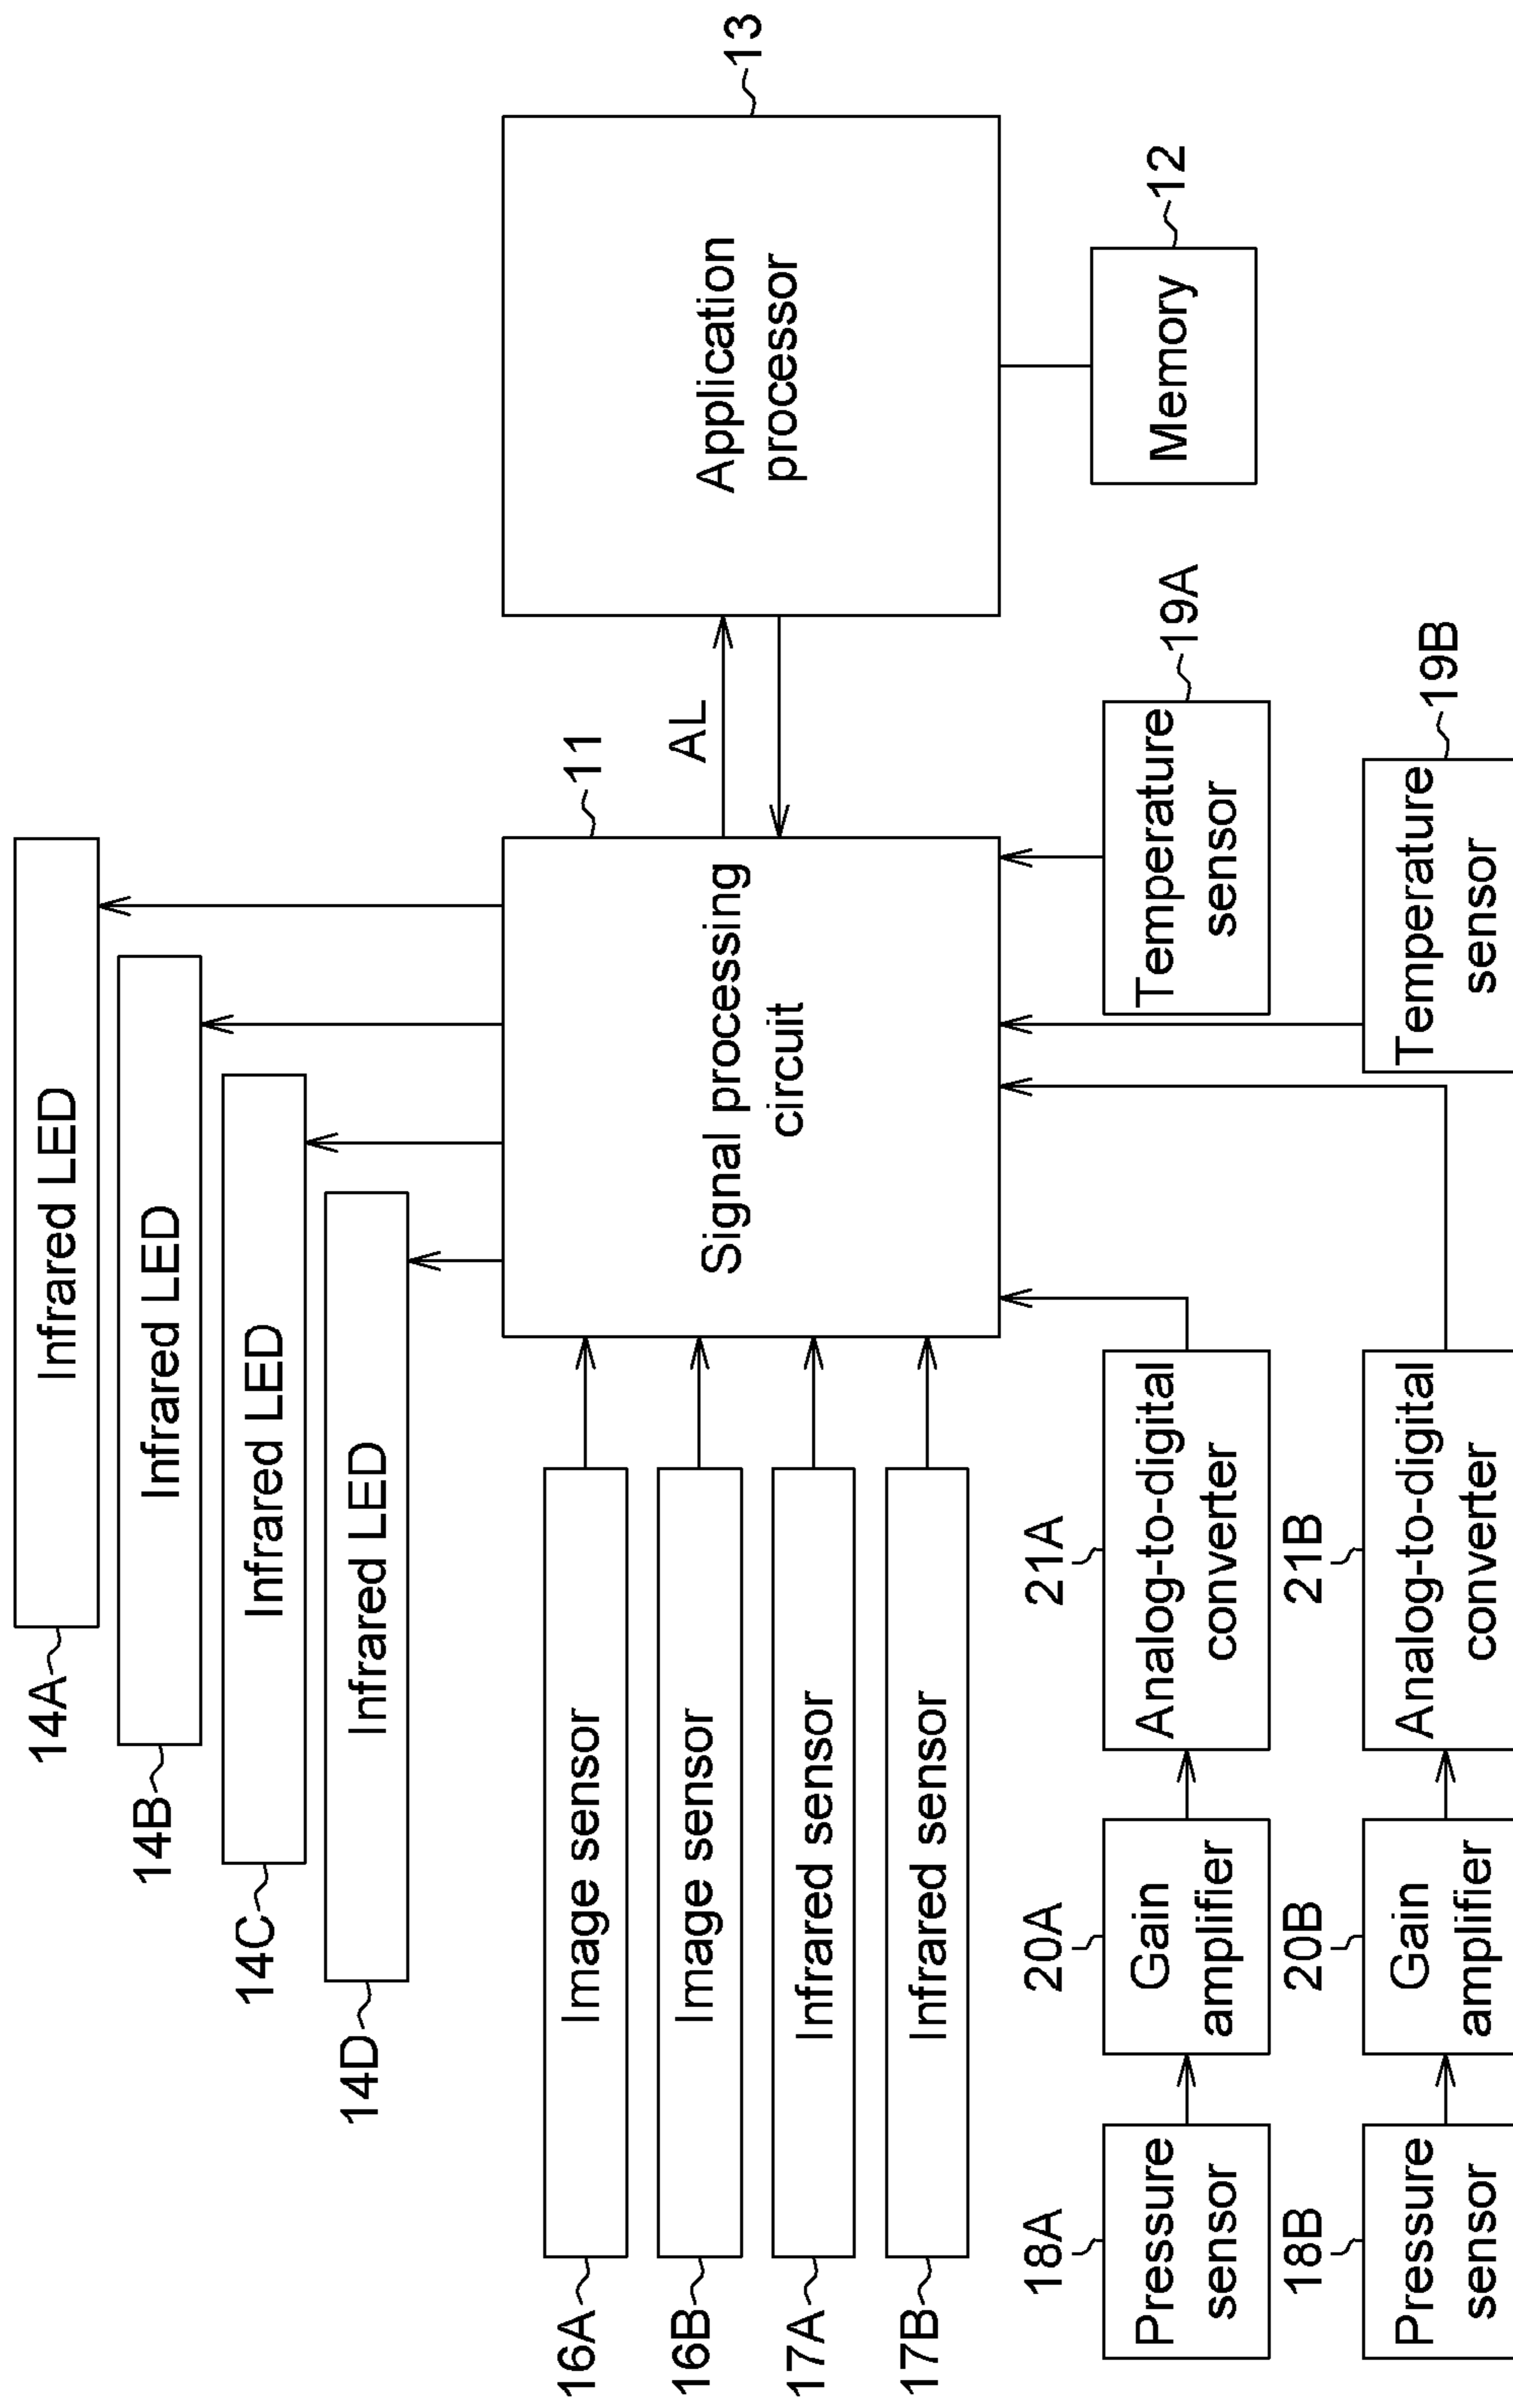 14A
Infrared LED
14B
Infrared LED
14C
Infrared LED
14D
Infrared LED
16A
Image sensor
16B
Image sensor
17A
Infrared sensor
17B
Infrared sensor
11
Signal processing
circuit
AL
13
Application
processor
12
Memory
18A
Pressure
sensor
20A
Gain
amplifier
21A
Analog-to-digital
converter
19A
Temperature
sensor
18B
Pressure
sensor
20B
Gain
amplifier
21B
Analog-to-digital
converter
19B
Temperature
sensor